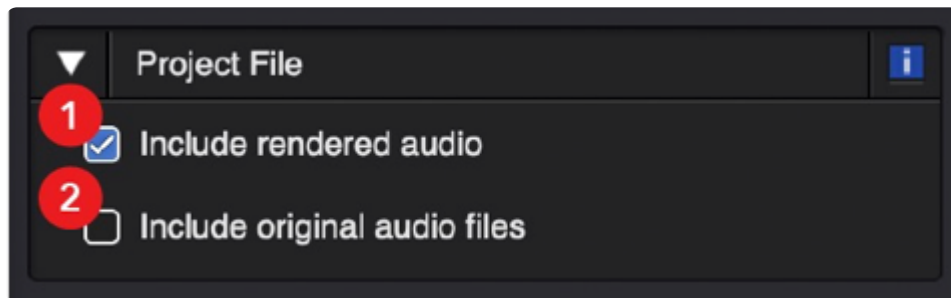 Project File i
1
Include rendered audio
2
Include original audio files